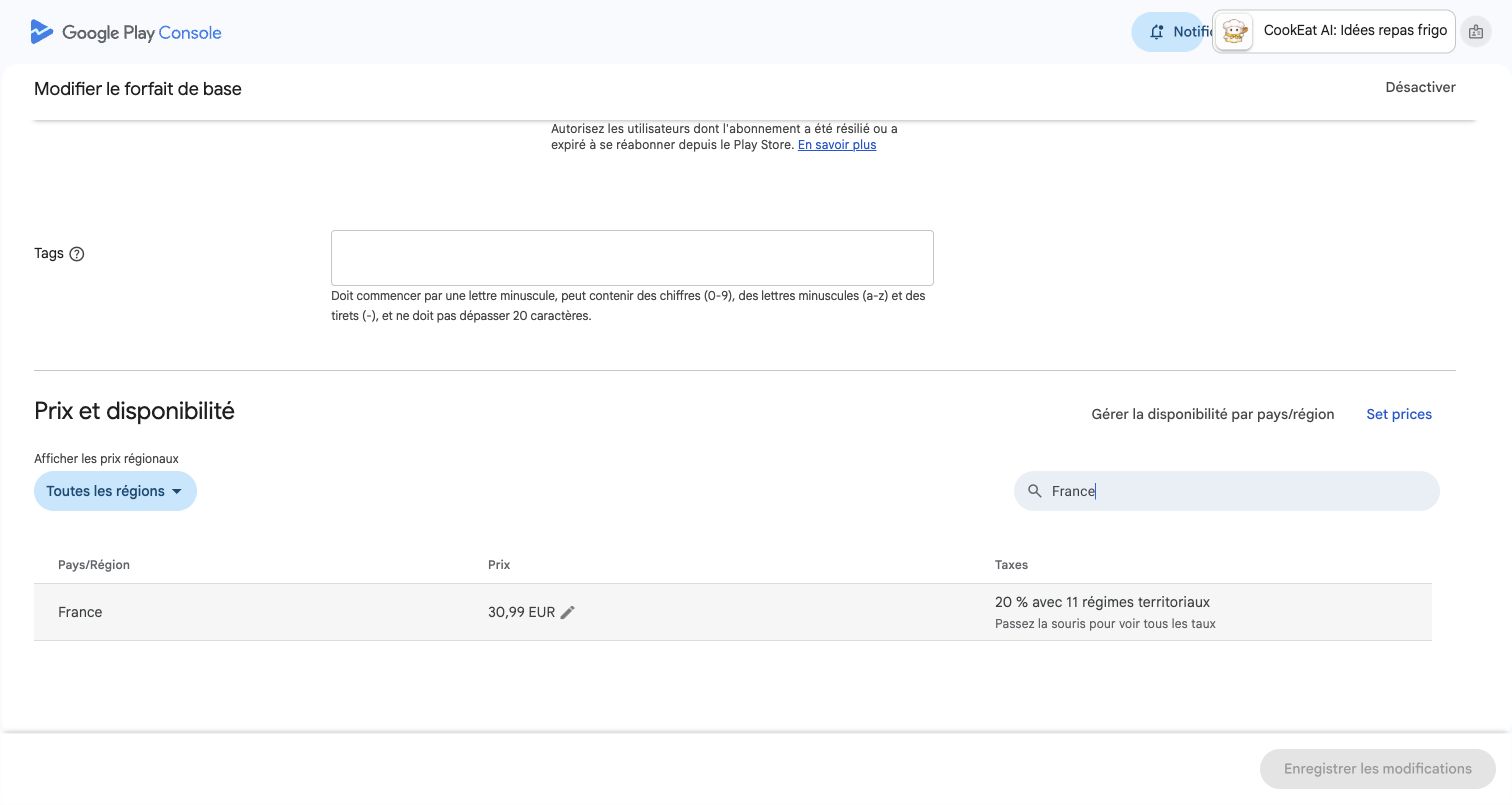 Google Play Console
Notific
CookEat AI: Idées repas frigo
Modifier le forfait de base
Désactiver
Autorisez les utilisateurs dont l'abonnement a été résilié ou a
expiré à se réabonner depuis le Play Store. En savoir plus
Tags
Doit commencer par une lettre minuscule, peut contenir des chiffres (0-9), des lettres minuscules (a-z) et des
tirets (-), et ne doit pas dépasser 20 caractères.
Prix et disponibilité
Gérer la disponibilité par pays/région
Set prices
Afficher les prix régionaux
Toutes les régions
France
Pays/Région
Prix
Taxes
France
30,99 EUR
20 % avec 11 régimes territoriaux
Passez la souris pour voir tous les taux
Enregistrer les modifications